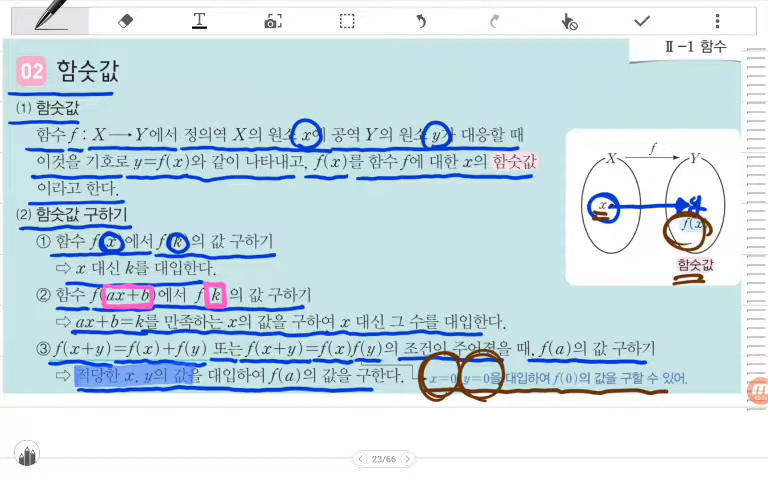 T
Ⅱ-1 함수
02 함숫값
(1) 함숫값
함수 f : X → Y에서 정의역 X의 원소 x에 공역 Y의 원소 y가 대응할 때
이것을 기호로 y=f(x)와 같이 나타내고, f(x)를 함수 f에 대한 x의 함숫값
이라고 한다.
(2) 함숫값 구하기
① 함수 f(x)에서 f(k)의 값 구하기
⇨ x 대신 k를 대입한다.
② 함수 f(ax+b)에서 f(k)의 값 구하기
⇨ ax+b=k를 만족하는 x의 값을 구하여 x 대신 그 수를 대입한다.
③ f(x+y)=f(x)+f(y) 또는 f(x+y)=f(x)f(y)의 조건이 주어졌을 때, f(a)의 값 구하기
⇨ 적당한 x, y의 값을 대입하여 f(a)의 값을 구한다.
x=0, y=0을 대입하여 f(0)의 값을 구할 수 있어.
X f Y
x y
f(x)
함숫값
23/66